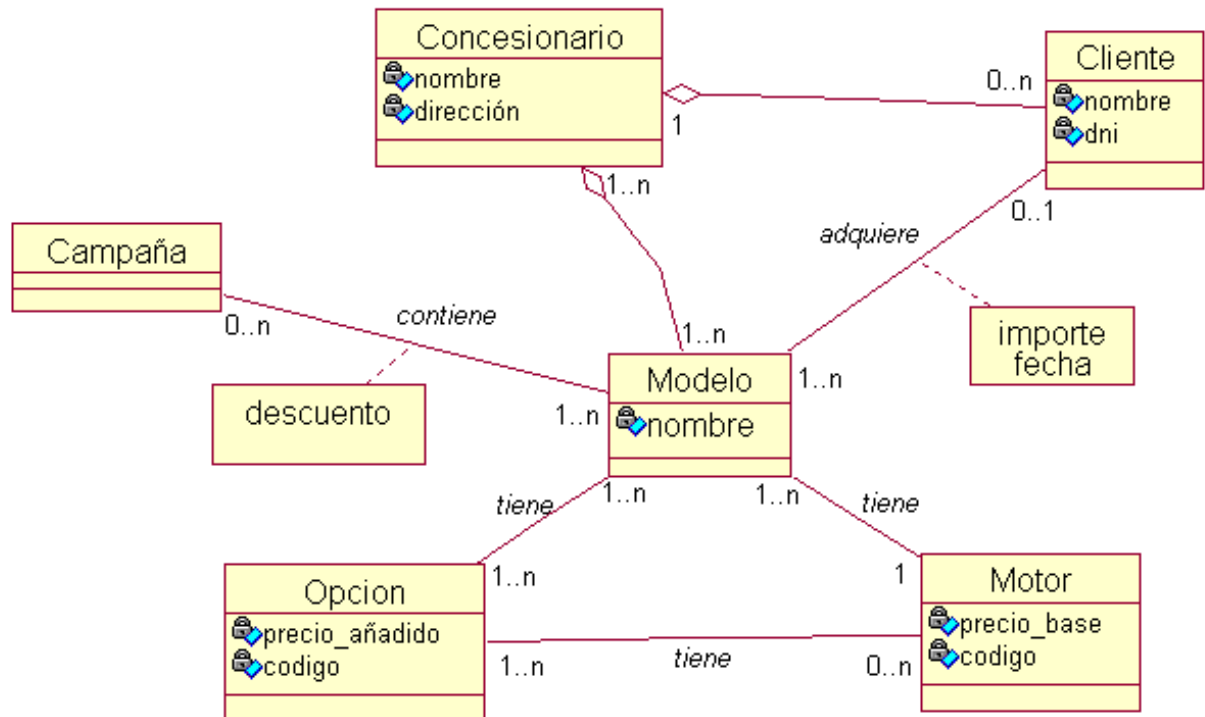 Concesionario
nombre
dirección
1
1..n
0..n
Cliente
nombre
dni
0..1
adquiere
importe
fecha
Campaña
0..n
contiene
descuento
1..n
1..n
Modelo
nombre
1..n
1..n
1..n
tiene
tiene
1..n
1
Opcion
precio_añadido
codigo
1..n
tiene
0..n
Motor
precio_base
codigo